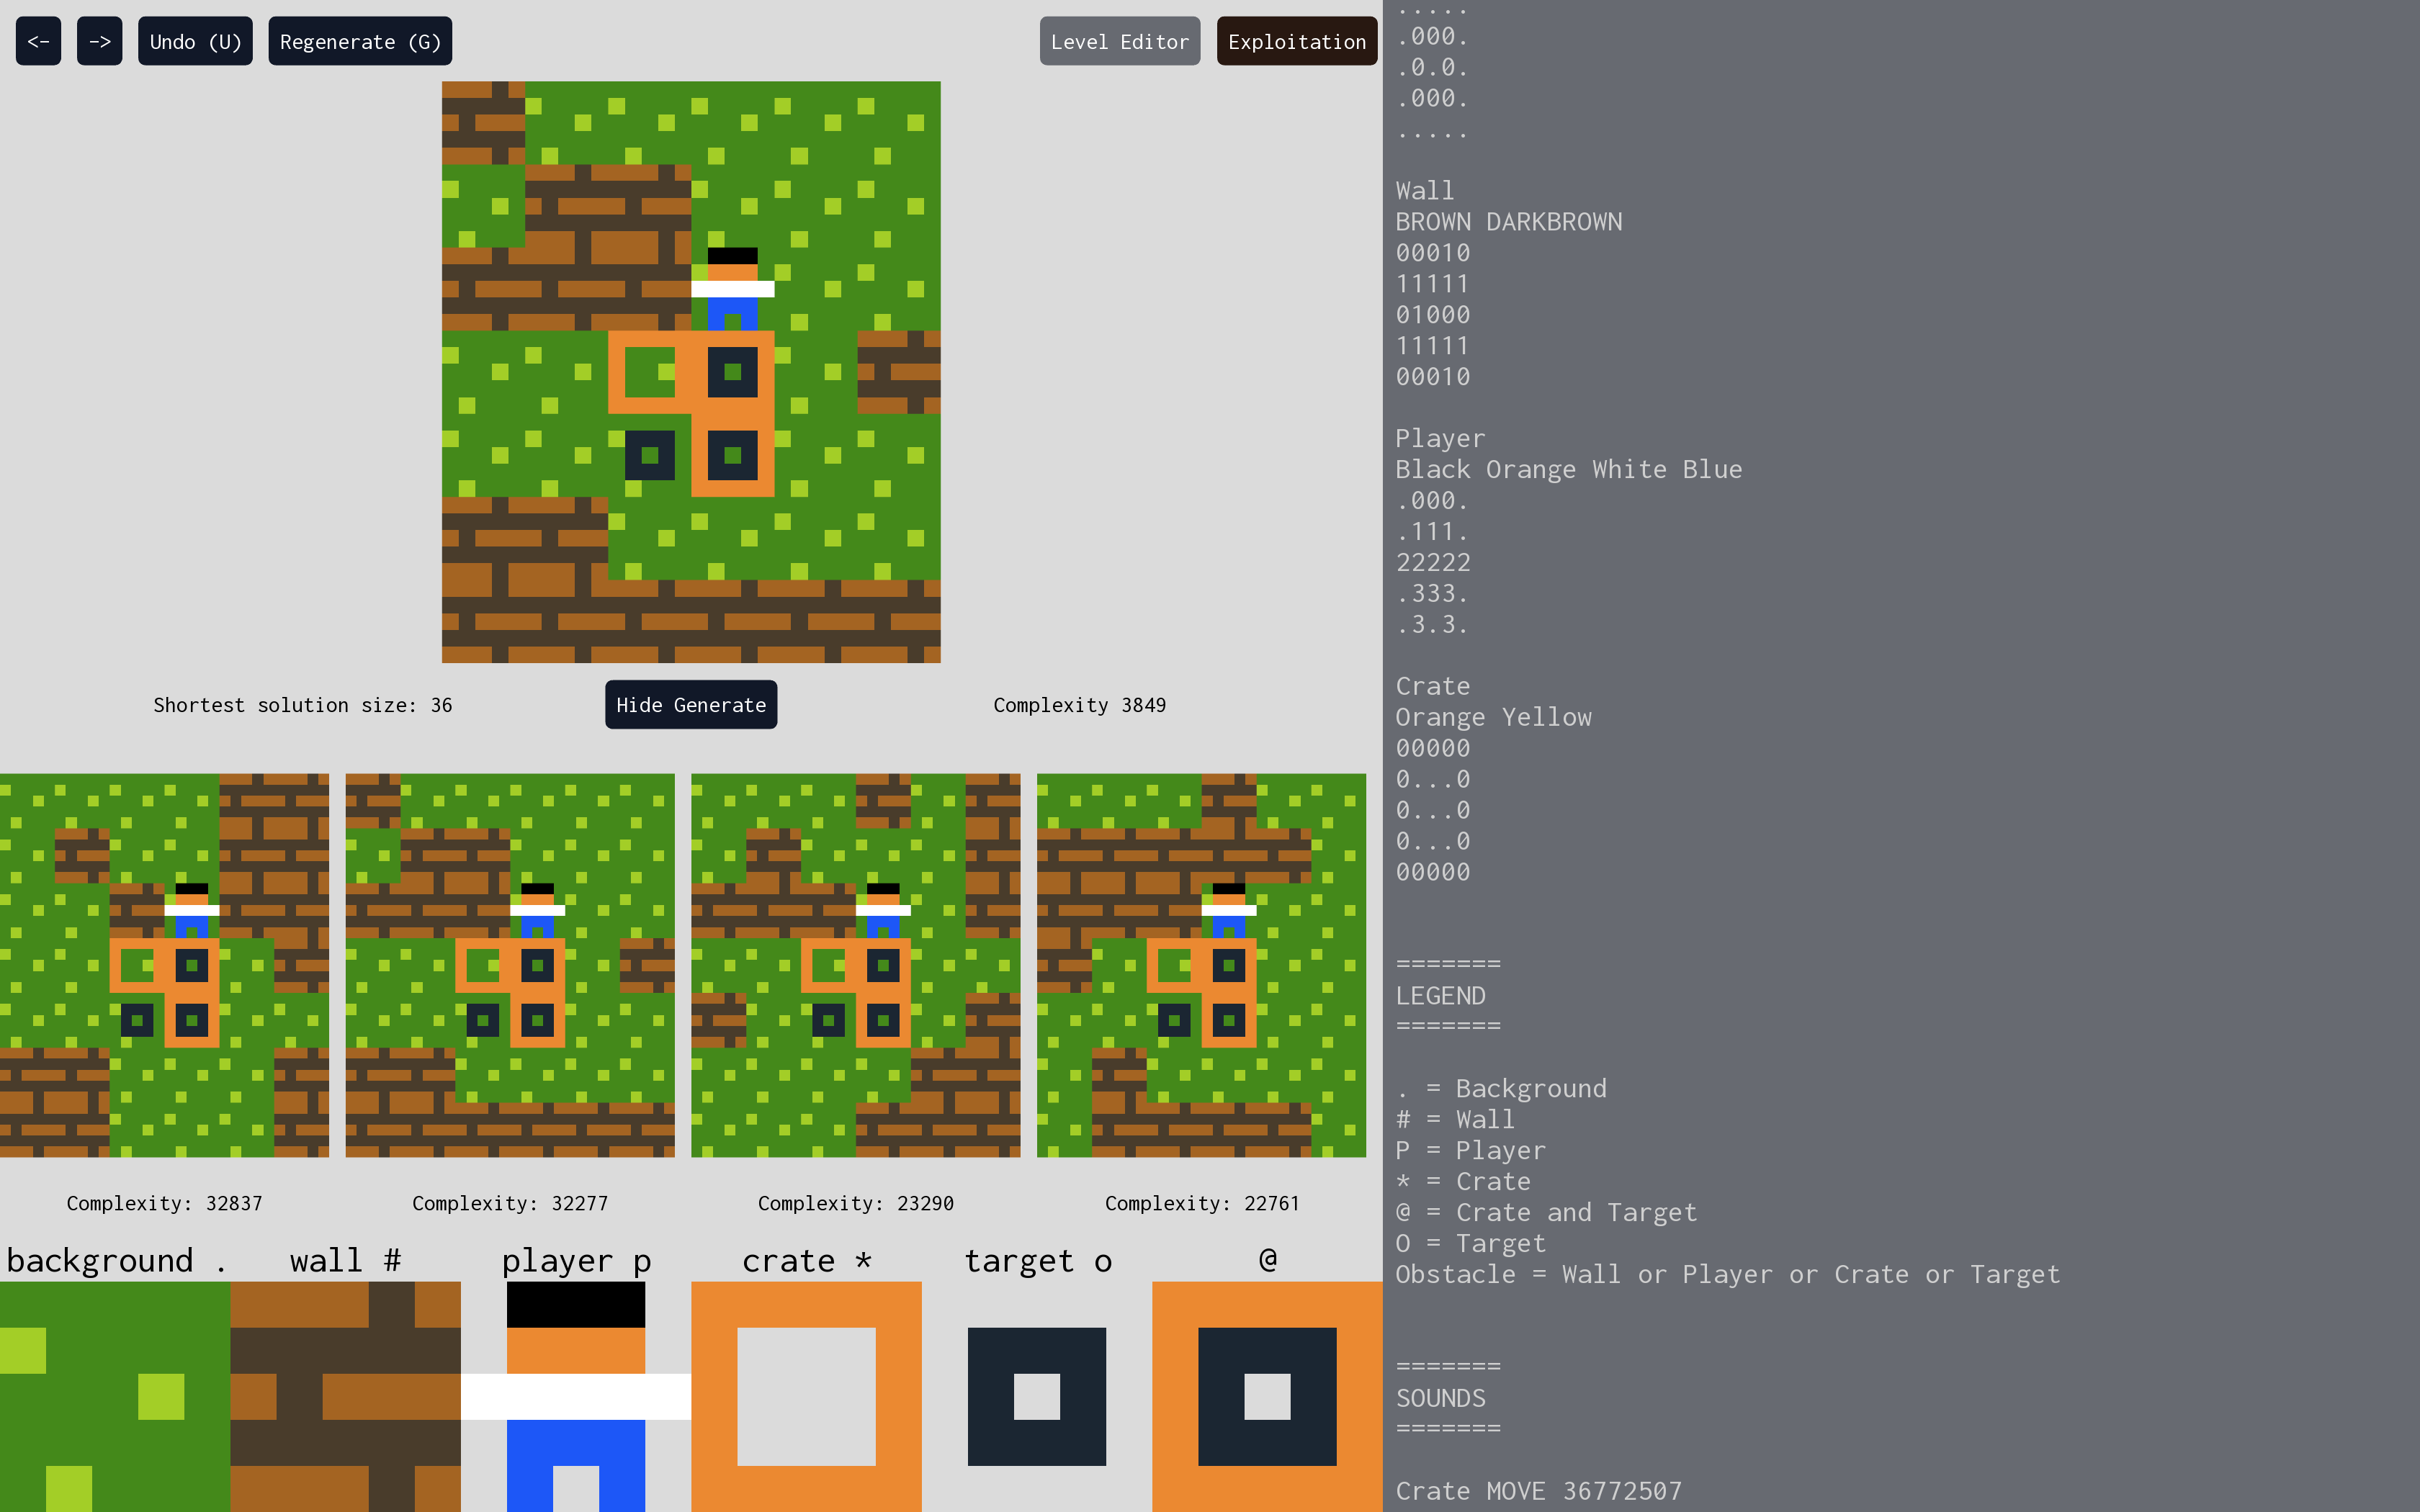 <- -> Undo (U) Regenerate (G) Level Editor Exploitation
Shortest solution size: 36 Hide Generate Complexity 3849
Complexity: 32837 Complexity: 32277 Complexity: 23290 Complexity: 22761
background . wall # player p crate * target o @
.....
.000.
.0.0.
.000.
.....
Wall
BROWN DARKBROWN
00010
11111
01000
11111
00010
Player
Black Orange White Blue
.000.
.111.
22222
.333.
.3.3.
Crate
Orange Yellow
00000
0...0
0...0
0...0
00000
=======
LEGEND
=======
. = Background
# = Wall
P = Player
* = Crate
@ = Crate and Target
O = Target
Obstacle = Wall or Player or Crate or Target
=======
SOUNDS
=======
Crate MOVE 36772507